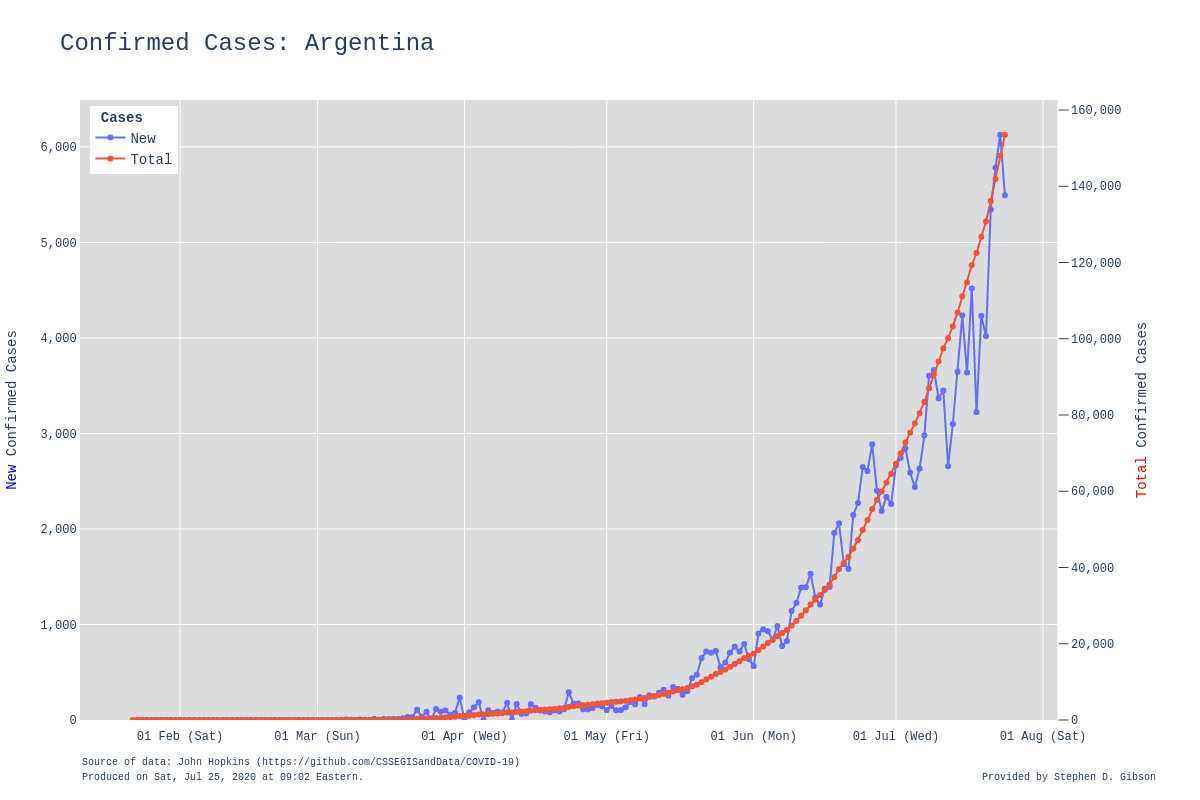 Confirmed Cases: Argentina
Cases
New
Total
6,000
5,000
4,000
3,000
2,000
1,000
0
160,000
140,000
120,000
100,000
80,000
60,000
40,000
20,000
0
New Confirmed Cases
Total Confirmed Cases
01 Feb (Sat)
01 Mar (Sun)
01 Apr (Wed)
01 May (Fri)
01 Jun (Mon)
01 Jul (Wed)
01 Aug (Sat)
Source of data: John Hopkins (https://github.com/CSSEGISandData/COVID-19)
Produced on Sat, Jul 25, 2020 at 09:02 Eastern.
Provided by Stephen D. Gibson